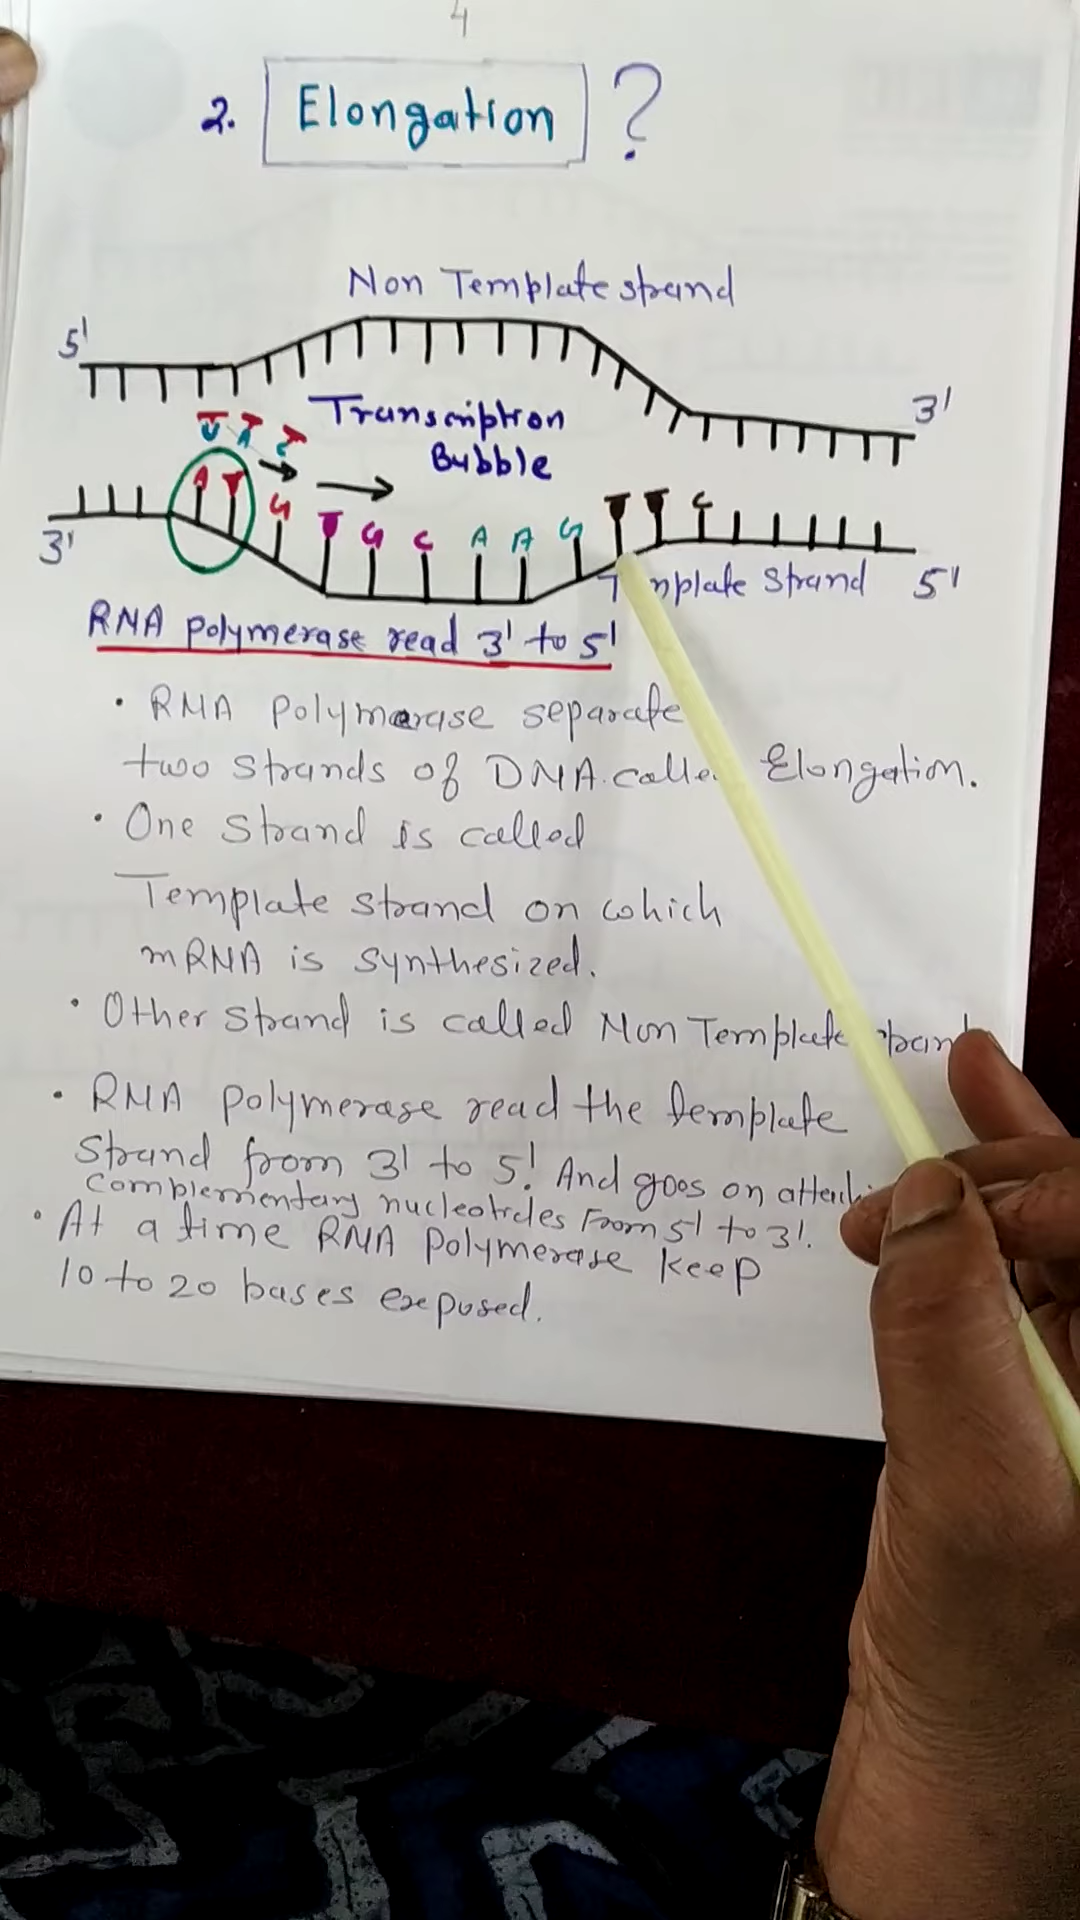 4
2. Elongation ?
Non Template strand
5'
3'
Transcription
Bubble
U A C
A T G T G C A A G T T C
3'
Strand 5'
RNA polymerase read 3' to 5'
• RNA polymerase separate
two strands of DNA. Elongation.
• One strand is called
Template strand on which
mRNA is synthesized.
• Other strand is called Non Template
• RNA polymerase read the template
strand from 3' to 5'. And goes on
complementary nucleotides From 5' to 3'.
• At a time RNA polymerase keep
10 to 20 bases exposed.